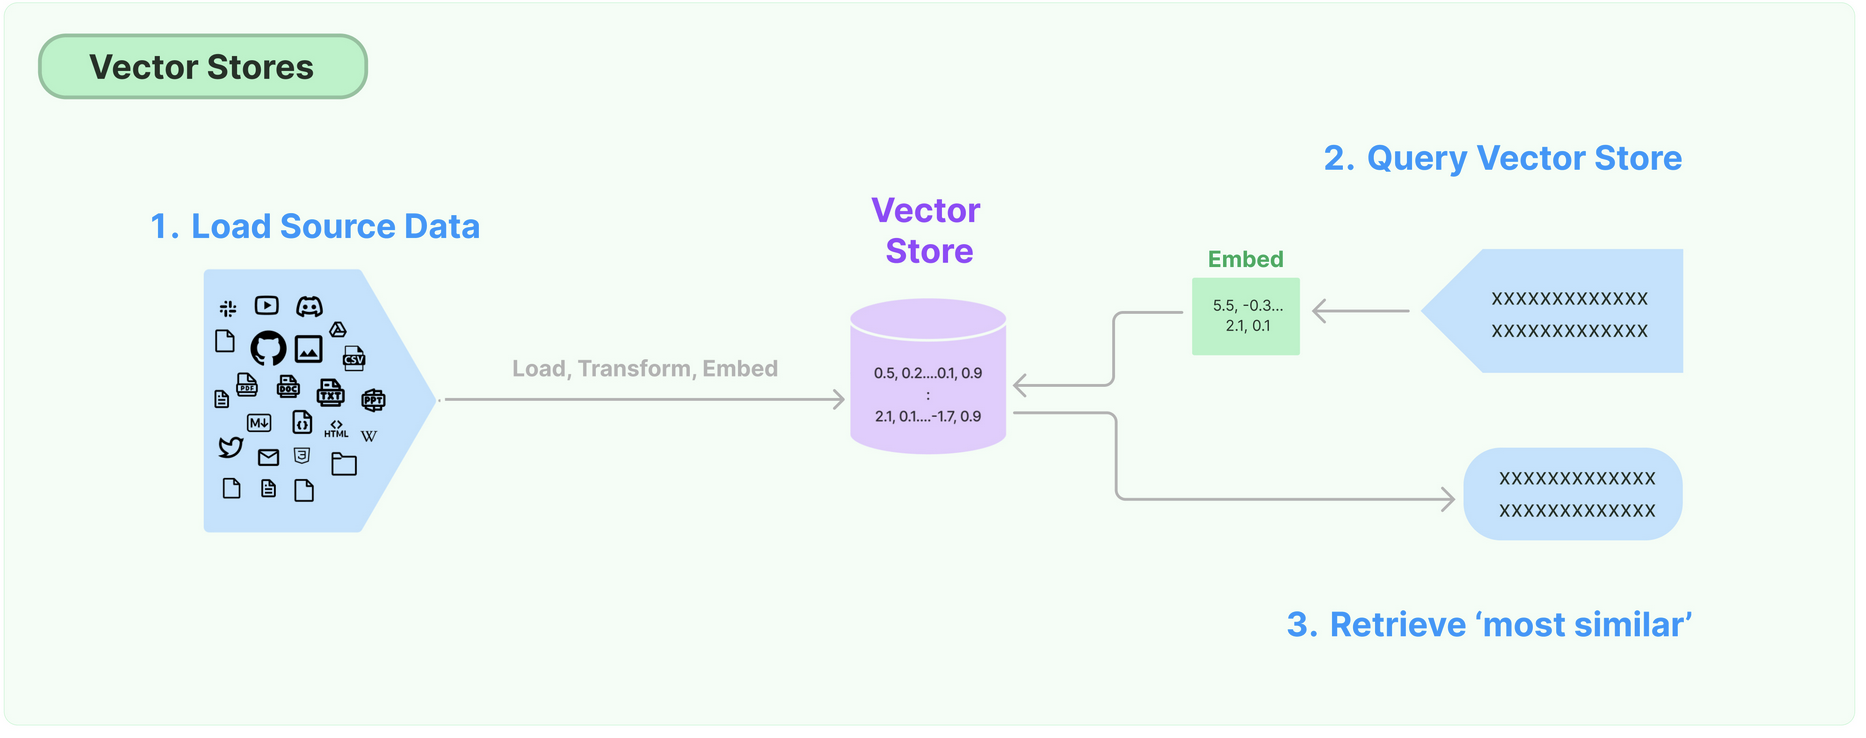 Vector Stores
1. Load Source Data
CSV
PDF
DOC
TXT
PPT
M
HTML
W
3
Load, Transform, Embed
Vector
Store
0.5, 0.2....0.1, 0.9
:
2.1, 0.1....-1.7, 0.9
2. Query Vector Store
Embed
5.5, -0.3...
2.1, 0.1
XXXXXXXXXXXXX
XXXXXXXXXXXXX
XXXXXXXXXXXXX
XXXXXXXXXXXXX
3. Retrieve ‘most similar’